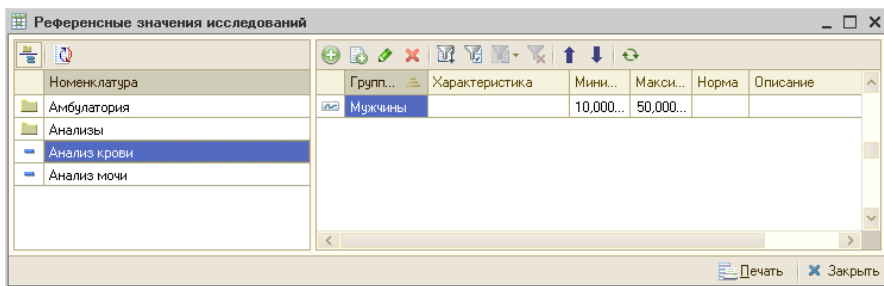 Референсные значения исследований
Номенклатура
Амбулатория
Анализы
Анализ крови
Анализ мочи
Групп... Характеристика Мини... Макси... Норма Описание
Мужчины 10,000... 50,000...
Печать Закрыть